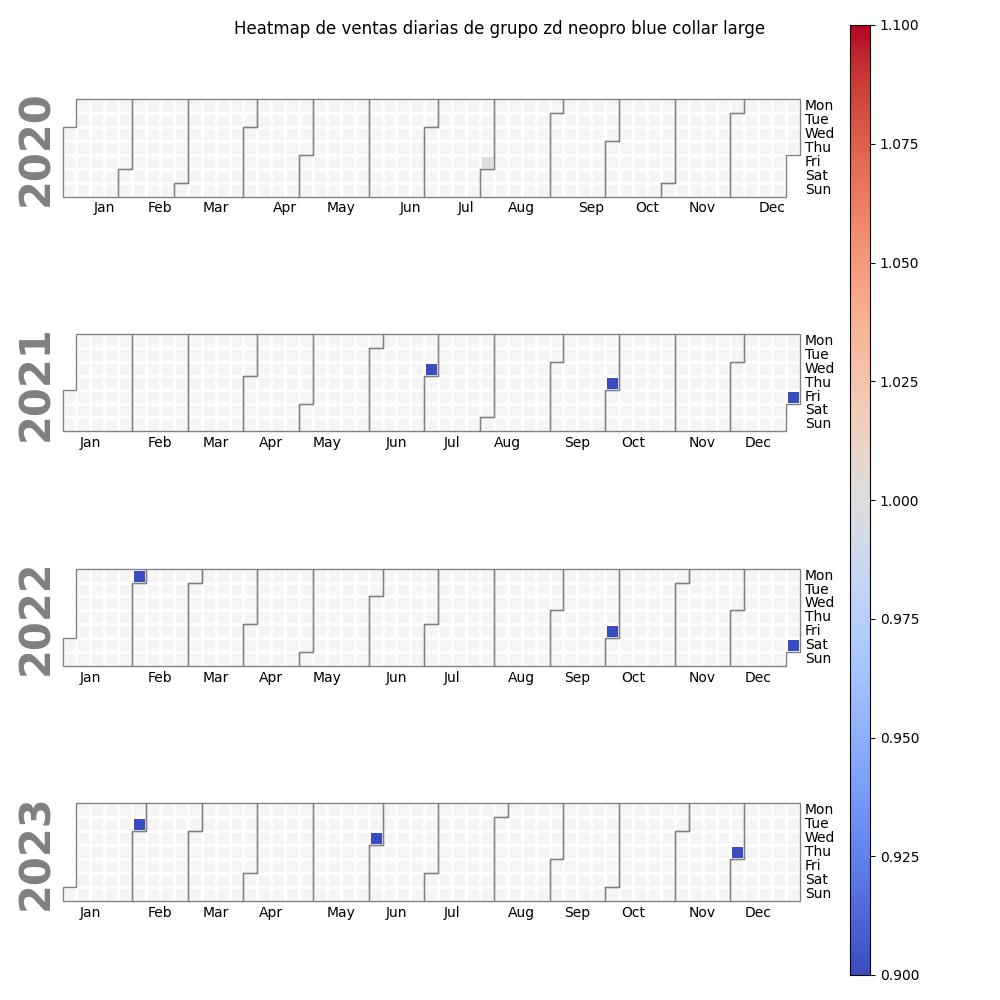 Heatmap de ventas diarias de grupo zd neopro blue collar large
2020
Mon
Tue
Wed
Thu
Fri
Sat
Sun
Jan Feb Mar Apr May Jun Jul Aug Sep Oct Nov Dec
2021
Mon
Tue
Wed
Thu
Fri
Sat
Sun
Jan Feb Mar Apr May Jun Jul Aug Sep Oct Nov Dec
2022
Mon
Tue
Wed
Thu
Fri
Sat
Sun
Jan Feb Mar Apr May Jun Jul Aug Sep Oct Nov Dec
2023
Mon
Tue
Wed
Thu
Fri
Sat
Sun
Jan Feb Mar Apr May Jun Jul Aug Sep Oct Nov Dec
1.100
1.075
1.050
1.025
1.000
0.975
0.950
0.925
0.900